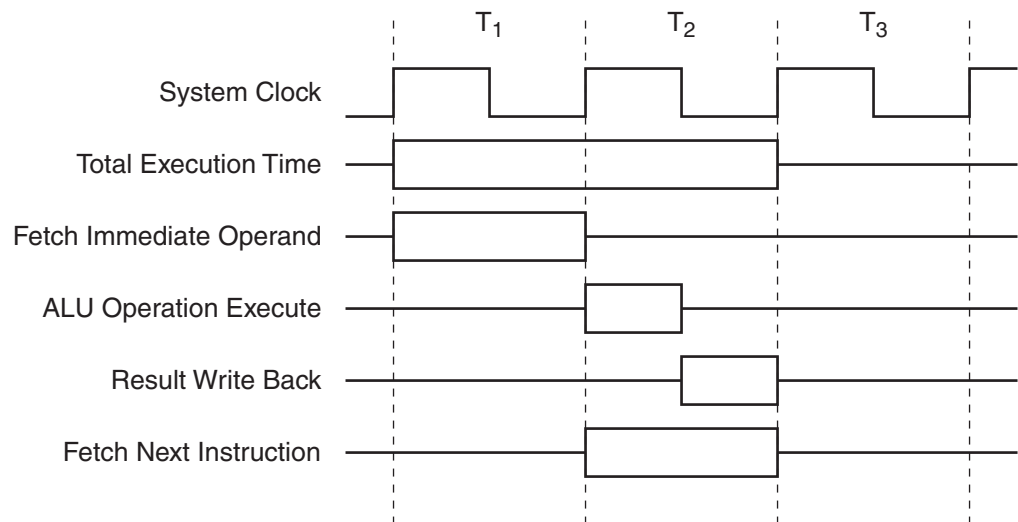 T1 T2 T3
System Clock
Total Execution Time
Fetch Immediate Operand
ALU Operation Execute
Result Write Back
Fetch Next Instruction